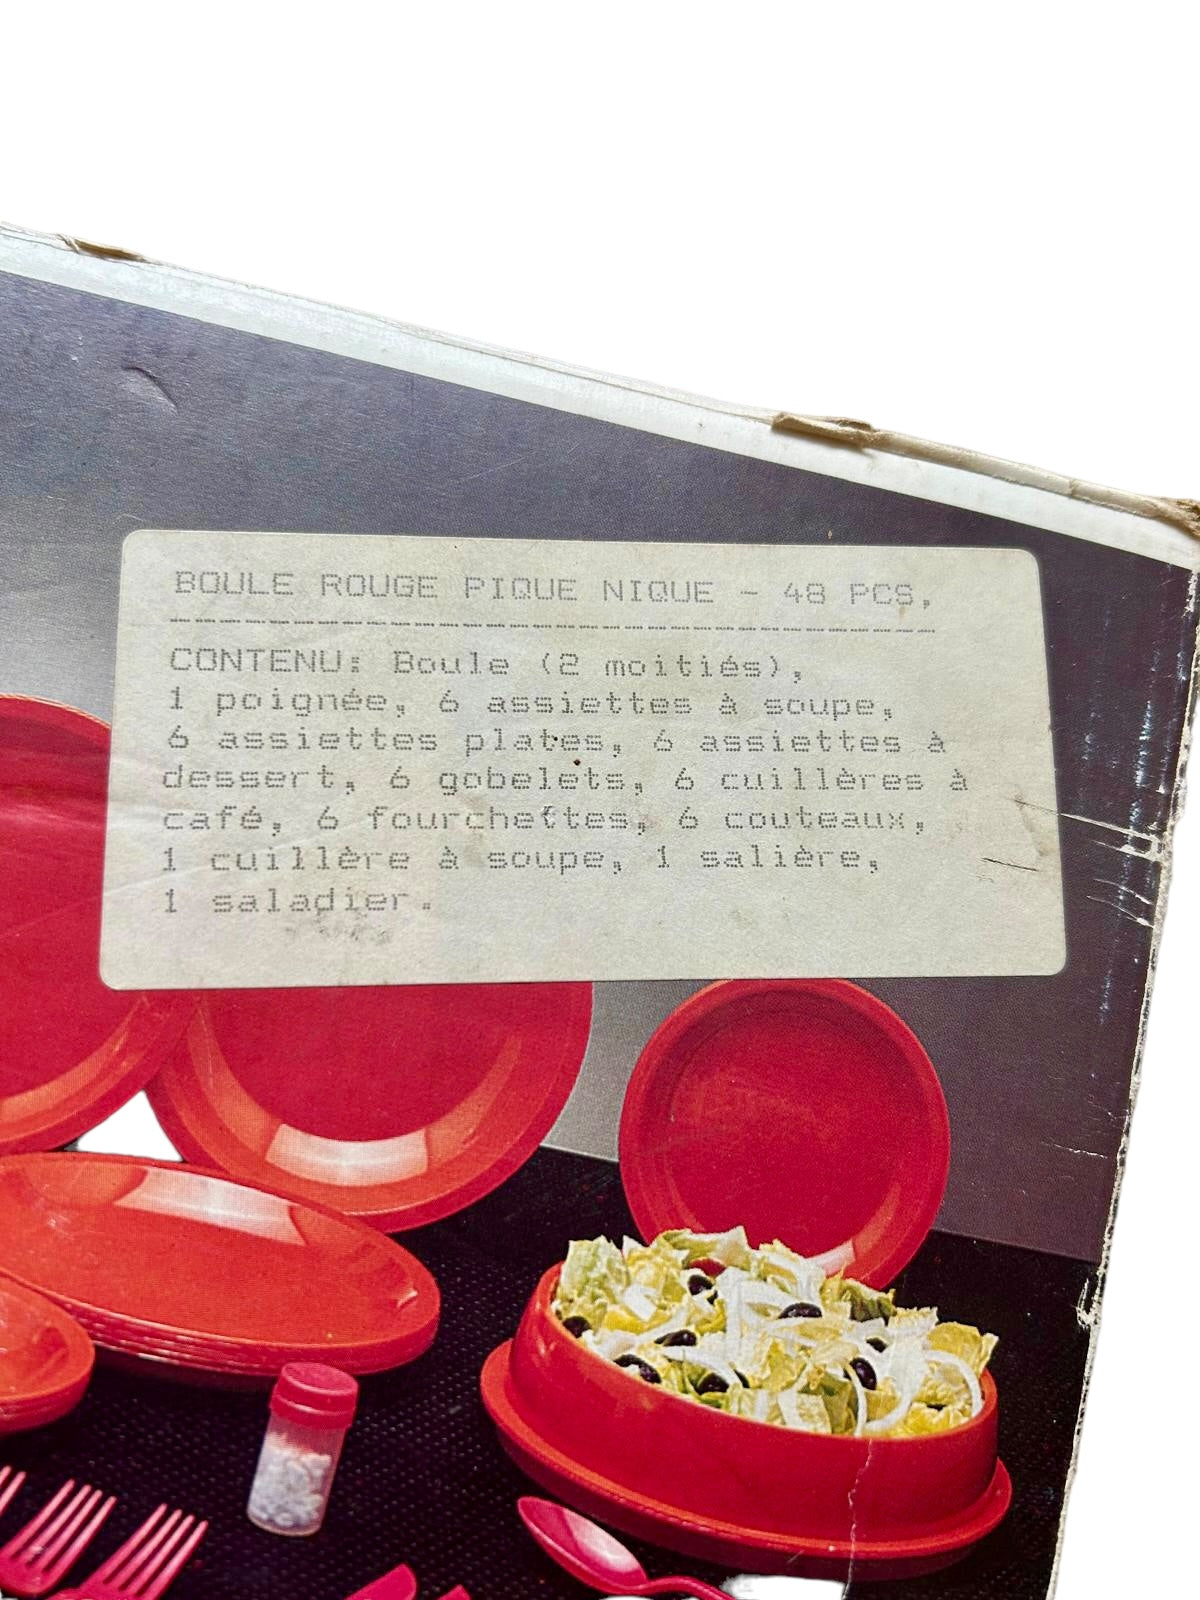 BOULE ROUGE PIQUE NIQUE - 48 PCS,
------------------------------------------------
CONTENU: Boule (2 moitiés),
1 poignée, 6 assiettes à soupe,
6 assiettes plates, 6 assiettes à
dessert, 6 gobelets, 6 cuillères à
café, 6 fourchettes, 6 couteaux,
1 cuillère à soupe, 1 salière,
1 saladier.